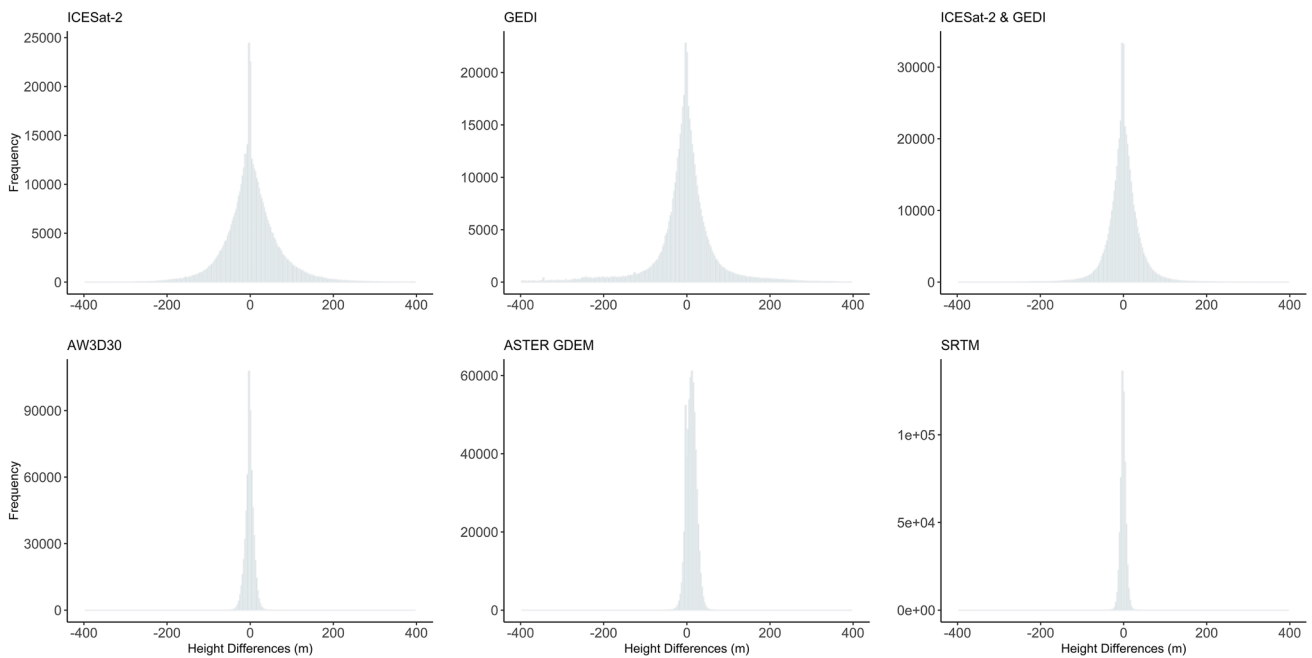 ICESat-2
GEDI
ICESat-2 & GEDI
Frequency
25000
20000
15000
10000
5000
0
-400 -200 0 200 400
20000
15000
10000
5000
0
-400 -200 0 200 400
30000
20000
10000
0
-400 -200 0 200 400
AW3D30
ASTER GDEM
SRTM
Frequency
90000
60000
30000
0
-400 -200 0 200 400
Height Differences (m)
60000
40000
20000
0
-400 -200 0 200 400
Height Differences (m)
1e+05
5e+04
0e+00
-400 -200 0 200 400
Height Differences (m)